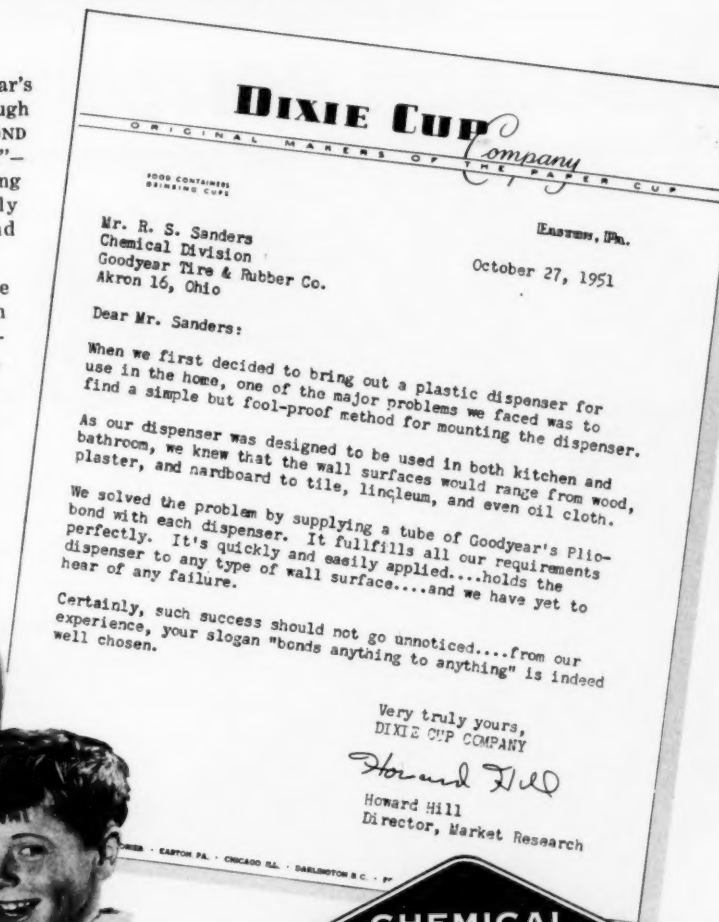 ar's
ugh
OND
"—
ng
ly
nd
e
n
-
DIXIE CUP
Company
ORIGINAL MAKERS OF THE PAPER CUP
FOOD CONTAINERS
DRINKING CUPS
Easton, Pa.
October 27, 1951
Mr. R. S. Sanders
Chemical Division
Goodyear Tire & Rubber Co.
Akron 16, Ohio
Dear Mr. Sanders:
When we first decided to bring out a plastic dispenser for
use in the home, one of the major problems we faced was to
find a simple but fool-proof method for mounting the dispenser.
As our dispenser was designed to be used in both kitchen and
bathroom, we knew that the wall surfaces would range from wood,
plaster, and hardboard to tile, linoleum, and even oil cloth.
We solved the problem by supplying a tube of Goodyear's Plio-
bond with each dispenser. It fullfills all our requirements
perfectly. It's quickly and easily applied....holds the
dispenser to any type of wall surface....and we have yet to
hear of any failure.
Certainly, such success should not go unnoticed....from our
experience, your slogan "bonds anything to anything" is indeed
well chosen.
Very truly yours,
DIXIE CUP COMPANY
Howard Hill
Howard Hill
Director, Market Research
EASTON PA. · CHICAGO ILL. · DARLINGTON S C. ·
CHEMICAL